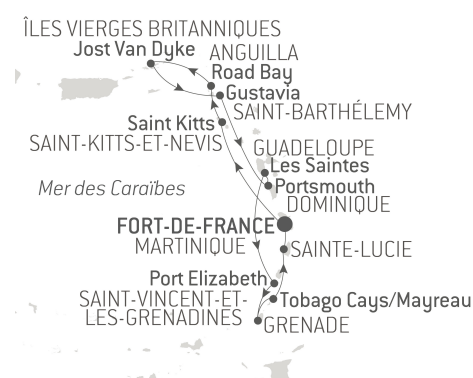 ÎLES VIERGES BRITANNIQUES
Jost Van Dyke
ANGUILLA
Road Bay
Gustavia
SAINT-BARTHÉLEMY
Saint Kitts
SAINT-KITTS-ET-NEVIS
GUADELOUPE
Les Saintes
Mer des Caraïbes
Portsmouth
DOMINIQUE
FORT-DE-FRANCE
MARTINIQUE
SAINTE-LUCIE
Port Elizabeth
SAINT-VINCENT-ET-
LES-GRENADINES
Tobago Cays/Mayreau
GRENADE